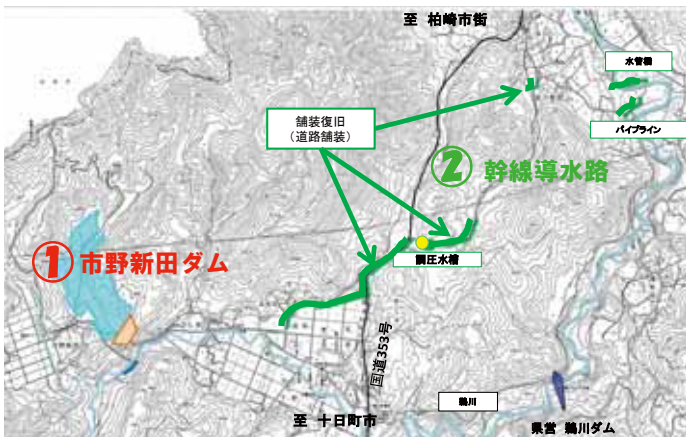 至 柏崎市街
水管橋
舗装復旧
(道路舗装)
パイプライン
② 幹線導水路
① 市野新田ダム
調圧水槽
国道353号
鵜川
至 十日町市
県営 鵜川ダム